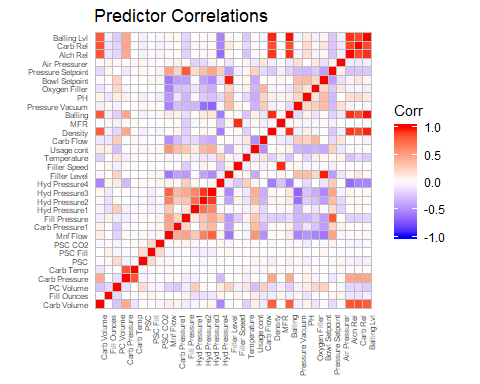 Predictor Correlations
Balling Lvl
Carb Rel
Alch Rel
Air Pressurer
Pressure Setpoint
Bowl Setpoint
Oxygen Filler
PH
Pressure Vacuum
Balling
MFR
Density
Carb Flow
Usage cont
Temperature
Filler Speed
Filler Level
Hyd Pressure4
Hyd Pressure3
Hyd Pressure2
Hyd Pressure1
Fill Pressure
Carb Pressure1
Mnf Flow
PSC CO2
PSC Fill
PSC
Carb Temp
Carb Pressure
PC Volume
Fill Ounces
Carb Volume
Carb Volume
Fill Ounces
PC Volume
Carb Pressure
Carb Temp
PSC
PSC Fill
PSC CO2
Mnf Flow
Carb Pressure1
Fill Pressure
Hyd Pressure1
Hyd Pressure2
Hyd Pressure3
Hyd Pressure4
Filler Level
Filler Speed
Temperature
Usage cont
Carb Flow
Density
MFR
Balling
Pressure Vacuum
PH
Oxygen Filler
Bowl Setpoint
Pressure Setpoint
Air Pressurer
Alch Rel
Carb Rel
Balling Lvl
Corr
1.0
0.5
0.0
-0.5
-1.0